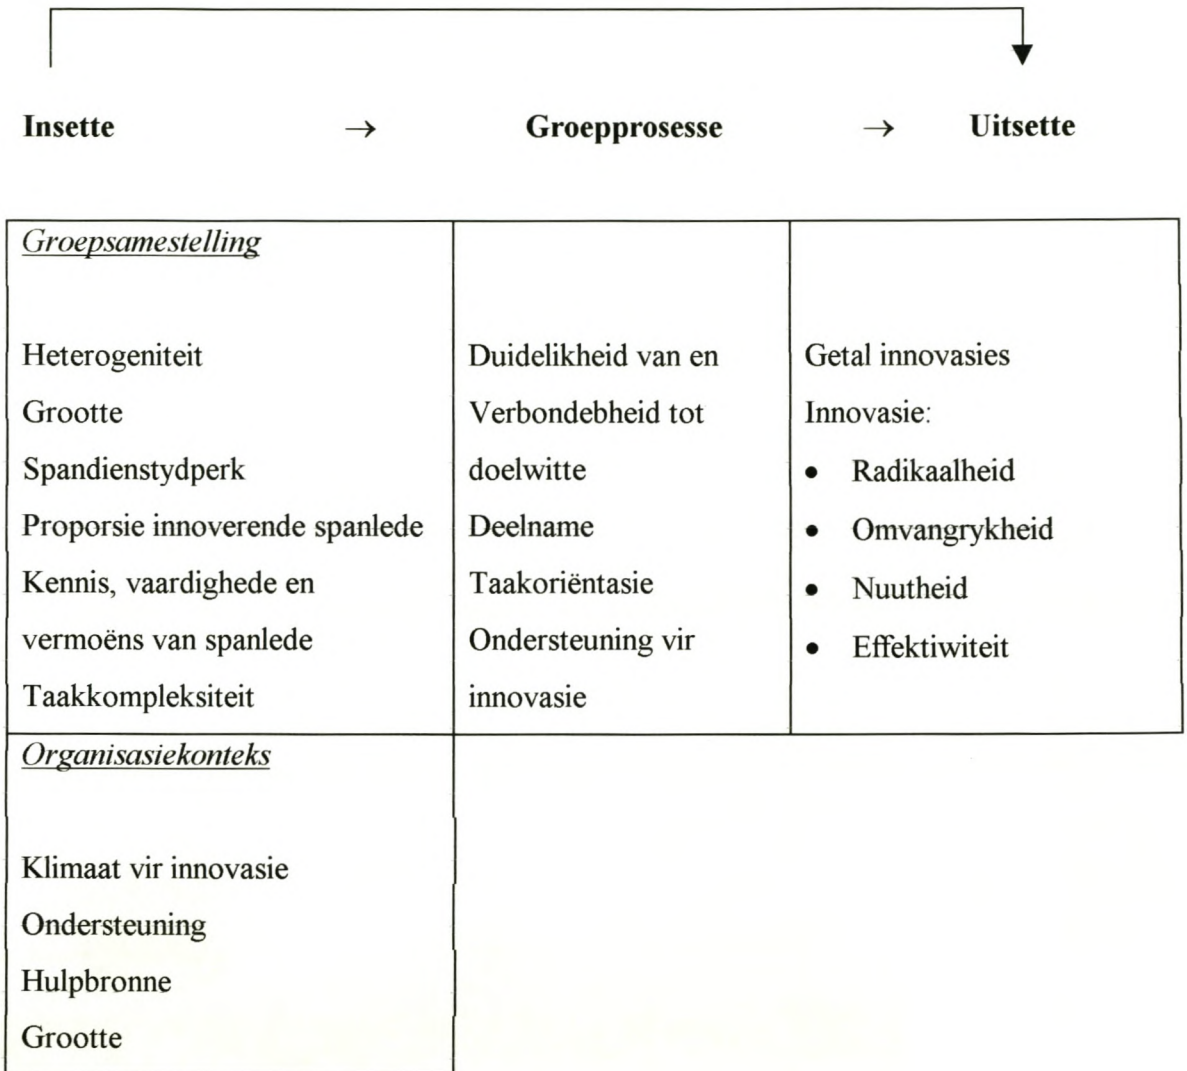 Insette → Groepprosesse → Uitsette
Groepsamestelling
Heterogeniteit
Grootte
Spandienstydperk
Proporsie innoverende spanlede
Kennis, vaardighede en
vermoëns van spanlede
Taakkompleksiteit
Duidelikheid van en
Verbondebheid tot
doelwitte
Deelname
Taakoriëntasie
Ondersteuning vir
innovasie
Getal innovasies
Innovasie:
• Radikaalheid
• Omvangrykheid
• Nuutheid
• Effektiwiteit
Organisasiekonteks
Klimaat vir innovasie
Ondersteuning
Hulpbronne
Grootte